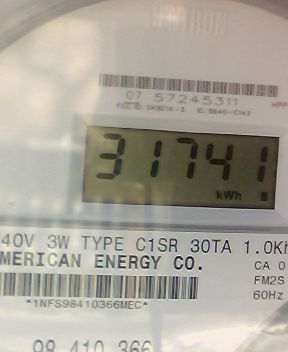 07 57245311
31741
kWh
40V 3W TYPE C1SR 30TA 1.0Kh
MERICAN ENERGY CO.
CA 0
FM2S
*1NFS98410366MEC*
60Hz
98 410 366